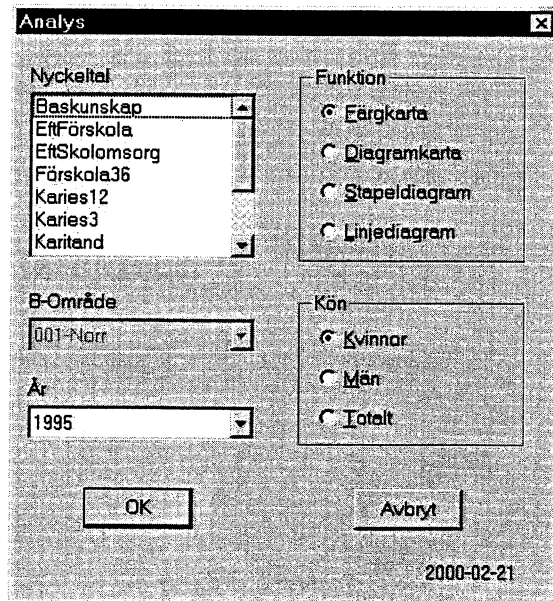 Analys
Nyckeltal
Baskunskap
EftFörskola
EftSkolomsorg
Förskola36
Karies12
Karies3
Karitand
B-Område
001-Norr
År
1995
OK
Funktion
Färgkarta
Diagramkarta
Stapeldiagram
Linjediagram
Kön
Kvinnor
Män
Totalt
Avbryt
2000-02-21